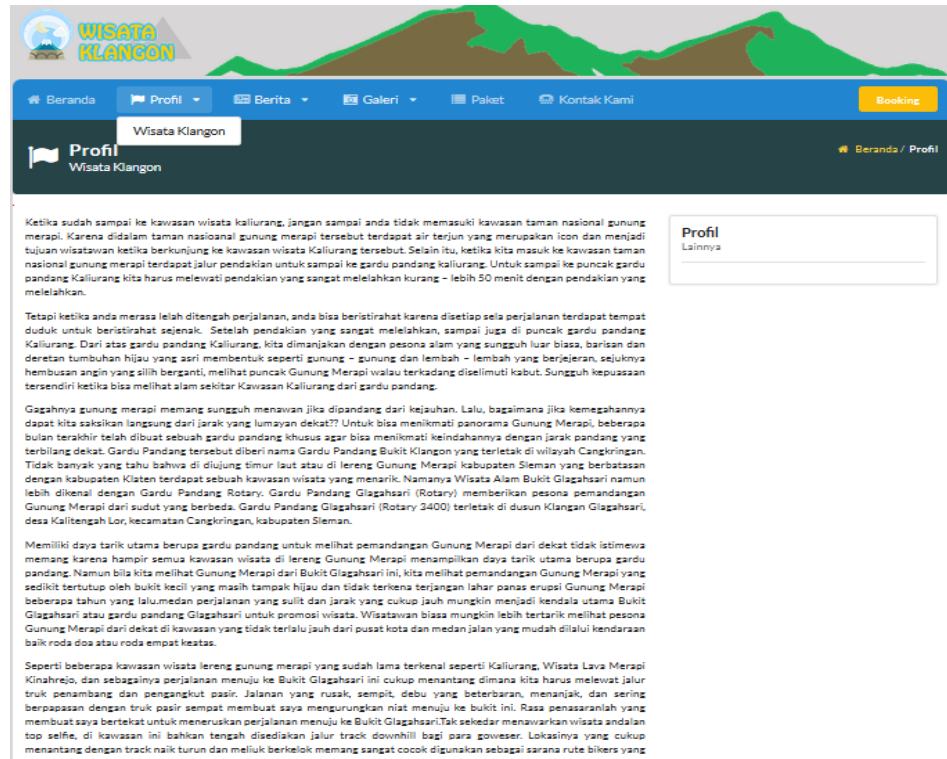 WISATA
KLANGON
Beranda Profil Berita Galeri Paket Kontak Kami Booking
Wisata Klangon
Profil
Wisata Klangon
Beranda / Profil
Ketika sudah sampai ke kawasan wisata kaliurang, jangan sampai anda tidak memasuki kawasan taman nasional gunung
merapi. Karena didalam taman nasioanal gunung merapi tersebut terdapat air terjun yang merupakan icon dan menjadi
tujuan wisatawan ketika berkunjung ke kawasan wisata Kaliurang tersebut. Selain itu, ketika kita masuk ke kawasan taman
nasional gunung merapi terdapat jalur pendakian untuk sampai ke gardu pandang kaliurang. Untuk sampai ke puncak gardu
pandang Kaliurang kita harus melewati pendakian yang sangat melelahkan kurang – lebih 50 menit dengan pendakian yang
melelahkan.
Tetapi ketika anda merasa lelah ditengah perjalanan, anda bisa beristirahat karena disetiap sela perjalanan terdapat tempat
duduk untuk beristirahat sejenak. Setelah pendakian yang sangat melelahkan, sampai juga di puncak gardu pandang
Kaliurang. Dari atas gardu pandang Kaliurang, kita dimanjakan dengan pesona alam yang sungguh luar biasa, barisan dan
deretan tumbuhan hijau yang asri membentuk seperti gunung – gunung dan lembah – lembah yang berjejeran, sejuknya
hembusan angin yang silih berganti, melihat puncak Gunung Merapi walau terkadang diselimuti kabut. Sungguh kepuasaan
tersendiri ketika bisa melihat alam sekitar Kawasan Kaliurang dari gardu pandang.
Gagahnya gunung merapi memang sungguh menawan jika dipandang dari kejauhan. Lalu, bagaimana jika kemegahannya
dapat kita saksikan langsung dari jarak yang lumayan dekat?? Untuk bisa menikmati panorama Gunung Merapi, beberapa
bulan terakhir telah dibuat sebuah gardu pandang khusus agar bisa menikmati keindahannya dengan jarak pandang yang
terbilang dekat. Gardu Pandang tersebut diberi nama Gardu Pandang Bukit Klangon yang terletak di wilayah Cangkringan.
Tidak banyak yang tahu bahwa di diujung timur laut atau di lereng Gunung Merapi kabupaten Sleman yang berbatasan
dengan kabupaten Klaten terdapat sebuah kawasan wisata yang menarik. Namanya Wisata Alam Bukit Glagahsari namun
lebih dikenal dengan Gardu Pandang Rotary. Gardu Pandang Glagahsari (Rotary) memberikan pesona pemandangan
Gunung Merapi dari sudut yang berbeda. Gardu Pandang Glagahsari (Rotary 3400) terletak di dusun Klangan Glagahsari,
desa Kalitengah Lor, kecamatan Cangkringan, kabupaten Sleman.
Memiliki daya tarik utama berupa gardu pandang untuk melihat pemandangan Gunung Merapi dari dekat tidak istimewa
memang karena hampir semua kawasan wisata di lereng Gunung Merapi menampilkan daya tarik utama berupa gardu
pandang. Namun bila kita melihat Gunung Merapi dari Bukit Glagahsari ini, kita melihat pemandangan Gunung Merapi yang
sedikit tertutup oleh bukit kecil yang masih tampak hijau dan tidak terkena terjangan lahar panas erupsi Gunung Merapi
beberapa tahun yang lalu.medan perjalanan yang sulit dan jarak yang cukup jauh mungkin menjadi kendala utama Bukit
Glagahsari atau gardu pandang Glagahsari untuk promosi wisata. Wisatawan biasa mungkin lebih tertarik melihat pesona
Gunung Merapi dari dekat di kawasan yang tidak terlalu jauh dari pusat kota dan medan jalan yang mudah dilalui kendaraan
baik roda doa atau roda empat keatas.
Seperti beberapa kawasan wisata lereng gunung merapi yang sudah lama terkenal seperti Kaliurang, Wisata Lava Merapi
Kinahrejo, dan sebagainya perjalanan menuju ke Bukit Glagahsari ini cukup menantang dimana kita harus melewat jalur
truk penambang dan pengangkut pasir. Jalanan yang rusak, sempit, debu yang beterbaran, menanjak, dan sering
berpapasan dengan truk pasir sempat membuat saya mengurungkan niat menuju ke bukit ini. Rasa penasaranlah yang
membuat saya bertekat untuk meneruskan perjalanan menuju ke Bukit Glagahsari.Tak sekedar menawarkan wisata andalan
top selfie, di kawasan ini bahkan tengah disediakan jalur track downhill bagi para goweser. Lokasinya yang cukup
menantang dengan track naik turun dan meliuk berkelok memang sangat cocok digunakan sebagai sarana rute bikers yang
Profil
Lainnya